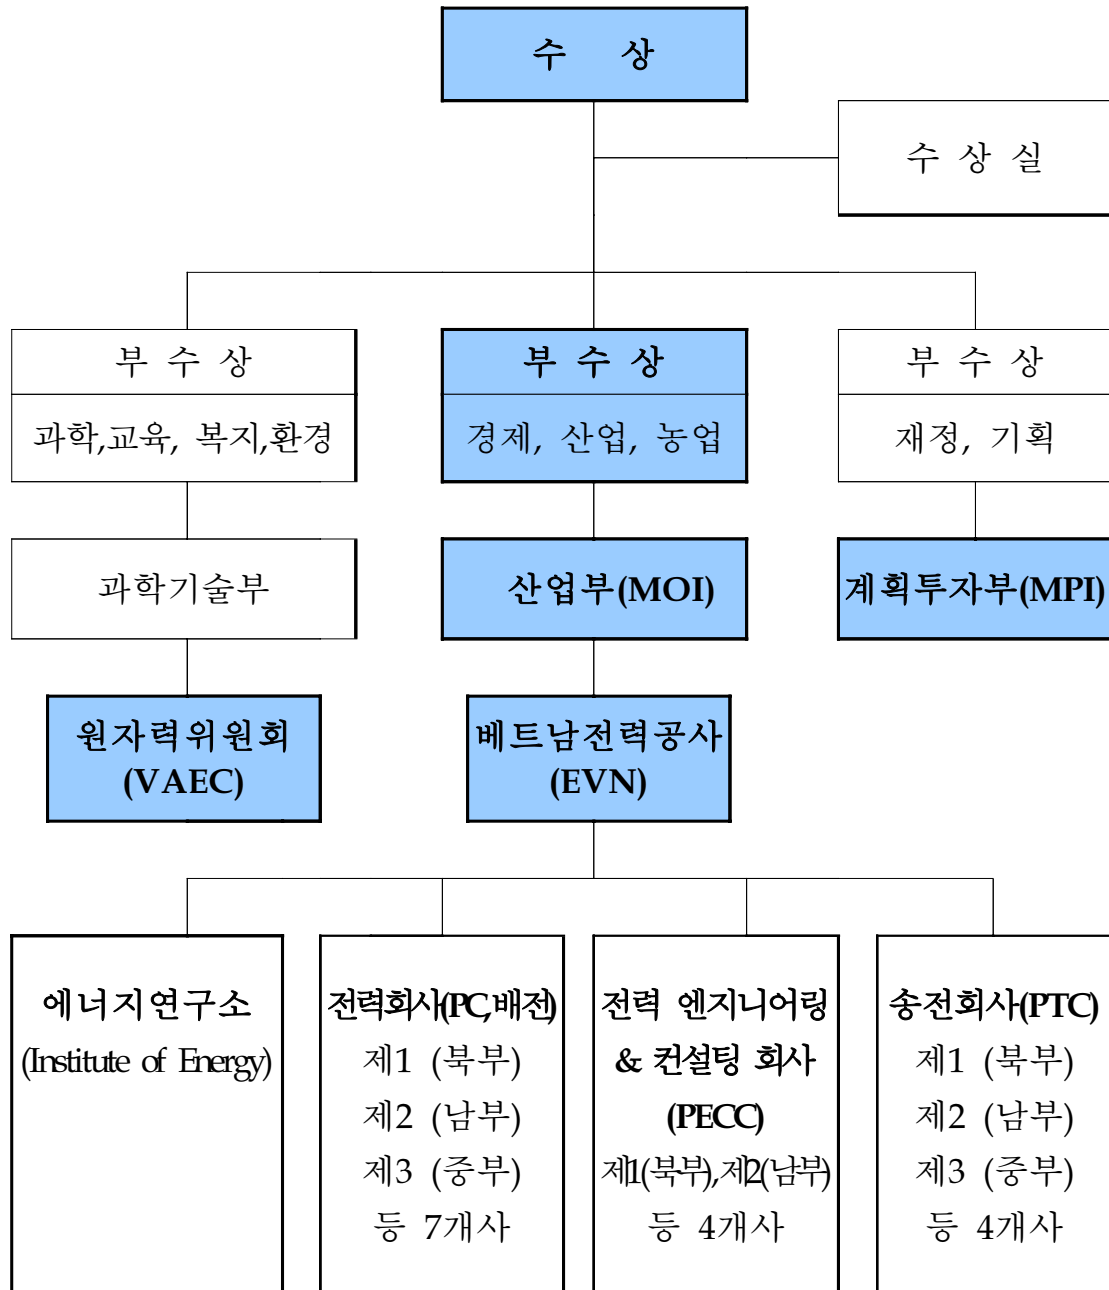 수 상
수 상 실
부 수 상
과학,교육, 복지,환경
부 수 상
경제, 산업, 농업
부 수 상
재정, 기획
과학기술부
산업부(MOI)
계획투자부(MPI)
원자력위원회
(VAEC)
베트남전력공사
(EVN)
에너지연구소
(Institute of Energy)
전력회사(PC,배전)
제1 (북부)
제2 (남부)
제3 (중부)
등 7개사
전력 엔지니어링
& 컨설팅 회사
(PECC)
제1(북부),제2(남부)
등 4개사
송전회사(PTC)
제1 (북부)
제2 (남부)
제3 (중부)
등 4개사